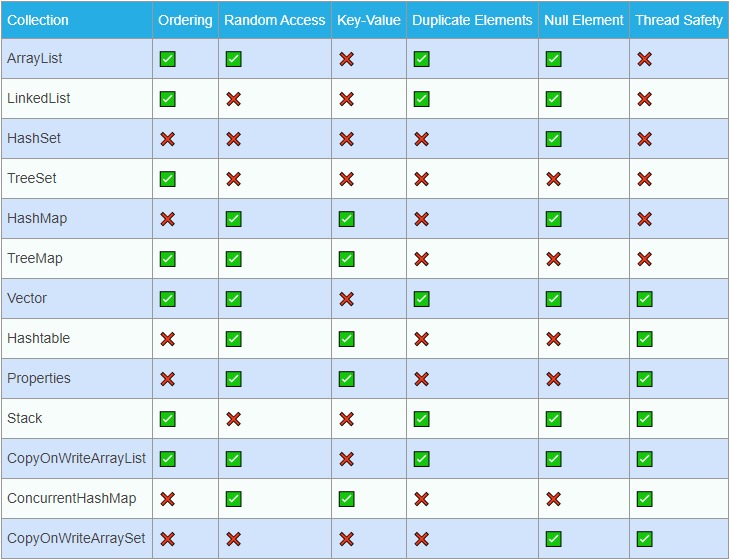 Collection Ordering Random Access Key-Value Duplicate Elements Null Element Thread Safety
ArrayList ✅ ✅ ❌ ✅ ✅ ❌
LinkedList ✅ ❌ ❌ ✅ ✅ ❌
HashSet ❌ ❌ ❌ ❌ ✅ ❌
TreeSet ✅ ❌ ❌ ❌ ❌ ❌
HashMap ❌ ✅ ✅ ❌ ✅ ❌
TreeMap ✅ ✅ ✅ ❌ ❌ ❌
Vector ✅ ✅ ❌ ✅ ✅ ✅
Hashtable ❌ ✅ ✅ ❌ ❌ ✅
Properties ❌ ✅ ✅ ❌ ❌ ✅
Stack ✅ ❌ ❌ ✅ ✅ ✅
CopyOnWriteArrayList ✅ ✅ ❌ ✅ ✅ ✅
ConcurrentHashMap ❌ ✅ ✅ ❌ ❌ ✅
CopyOnWriteArraySet ❌ ❌ ❌ ❌ ✅ ✅